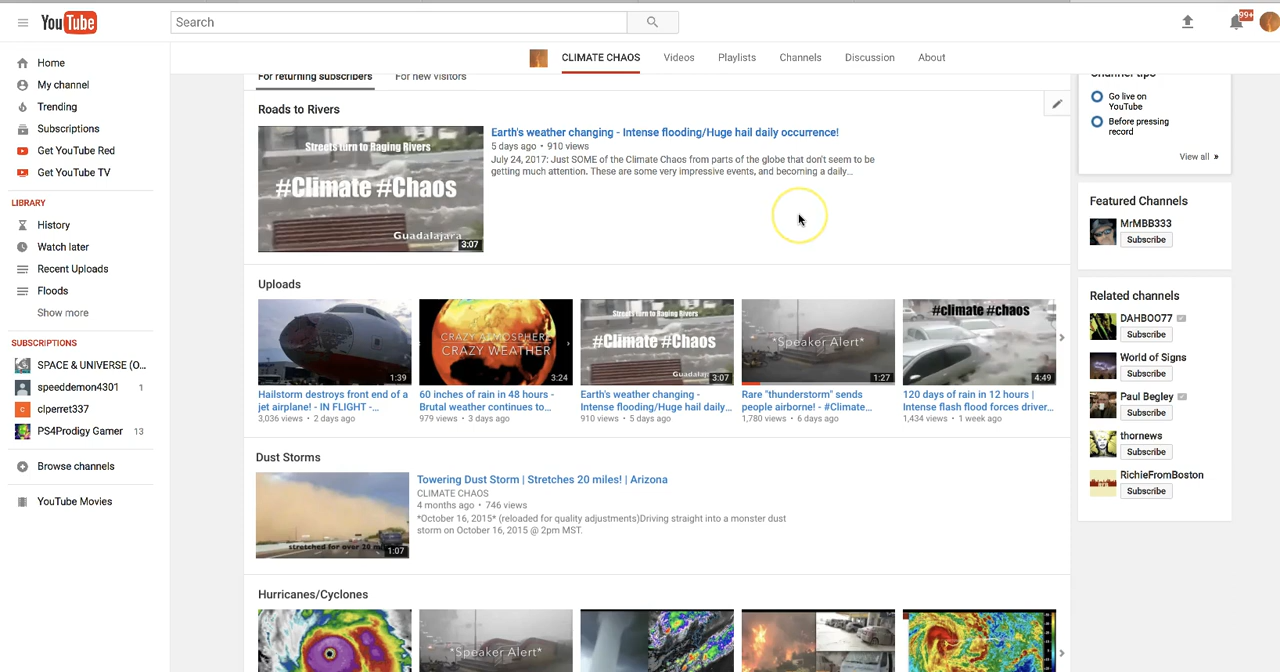 YouTube
Search
99+
CLIMATE CHAOS
Videos
Playlists
Channels
Discussion
About
Home
My channel
Trending
Subscriptions
Get YouTube Red
Get YouTube TV
LIBRARY
History
Watch later
Recent Uploads
Floods
Show more
SUBSCRIPTIONS
SPACE & UNIVERSE (O...
speeddemon4301 1
clperret337
PS4Prodigy Gamer 13
Browse channels
YouTube Movies
For returning subscribers
For new visitors
Roads to Rivers
Streets turn to Raging Rivers
#Climate #Chaos
Guadalajara
3:07
Earth's weather changing - Intense flooding/Huge hail daily occurrence!
5 days ago • 910 views
July 24, 2017: Just SOME of the Climate Chaos from parts of the globe that don't seem to be
getting much attention. These are some very impressive events, and becoming a daily...
Uploads
1:39
Hailstorm destroys front end of a
jet airplane! - IN FLIGHT -...
3,036 views • 2 days ago
CRAZY ATMOSPHERE
CRAZY WEATHER
3:24
60 inches of rain in 48 hours -
Brutal weather continues to...
979 views • 3 days ago
Streets turn to Raging Rivers
#Climate #Chaos
3:07
Earth's weather changing -
Intense flooding/Huge hail daily...
910 views • 5 days ago
*Speaker Alert*
1:27
Rare "thunderstorm" sends
people airborne! - #Climate...
1,780 views • 6 days ago
#climate #chaos
4:49
120 days of rain in 12 hours |
Intense flash flood forces driver...
1,434 views • 1 week ago
Dust Storms
stretched for over 20
1:07
Towering Dust Storm | Stretches 20 miles! | Arizona
CLIMATE CHAOS
4 months ago • 746 views
*October 16, 2015* (reloaded for quality adjustments)Driving straight into a monster dust
storm on October 16, 2015 @ 2pm MST.
Hurricanes/Cyclones
*Speaker Alert*
Channel tips
Go live on
YouTube
Before pressing
record
View all »
Featured Channels
MrMBB333
Subscribe
Related channels
DAHBOO77
Subscribe
World of Signs
Subscribe
Paul Begley
Subscribe
thornews
Subscribe
RichieFromBoston
Subscribe